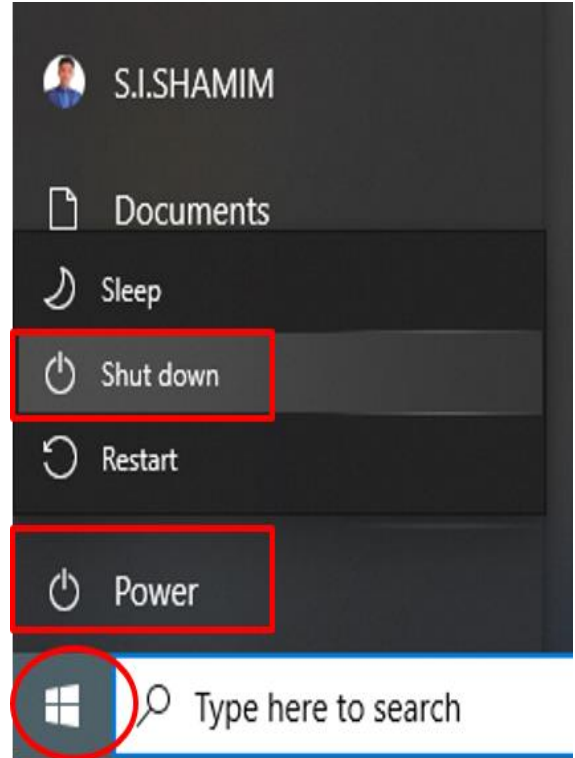 S.I.SHAMIM
Documents
Sleep
Shut down
Restart
Power
Type here to search